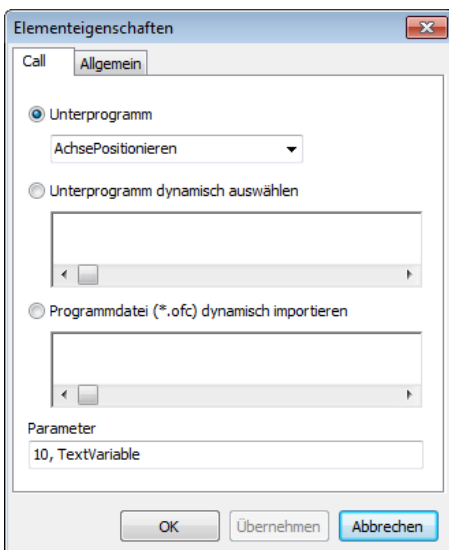 Elementeigenschaften
Call
Allgemein
Unterprogramm
AchsePositionieren
Unterprogramm dynamisch auswählen
Programmdatei (*.ofc) dynamisch importieren
Parameter
10, TextVariable
OK
Übernehmen
Abbrechen